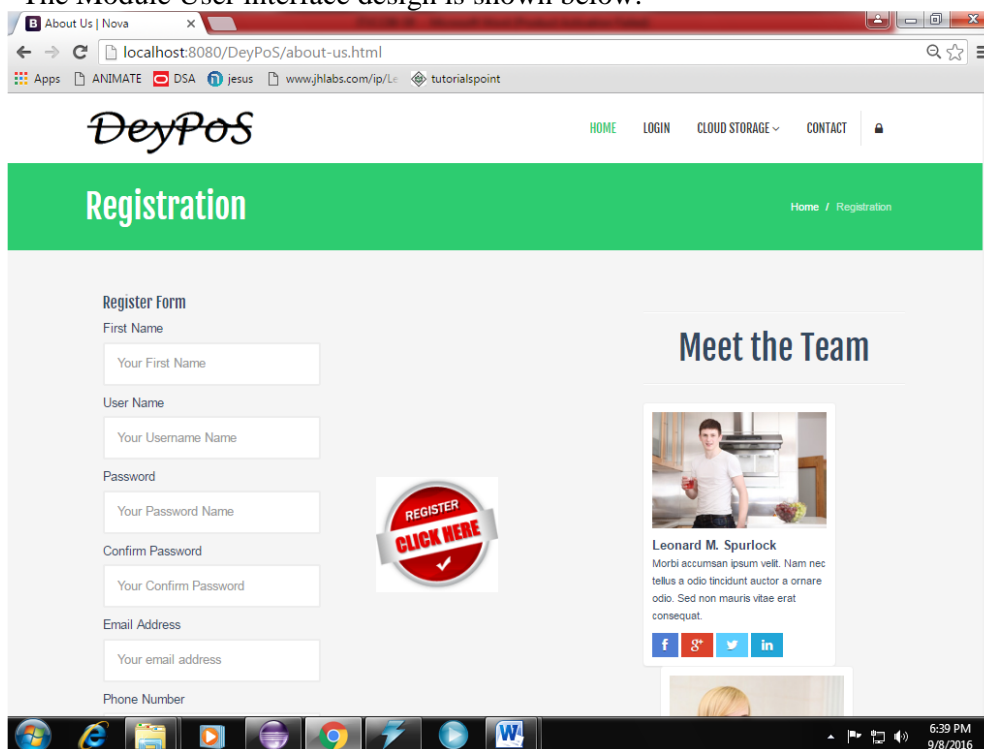 The Module User interface design is shown below:
About Us | Nova
localhost:8080/DeyPoS/about-us.html
Apps ANIMATE DSA jesus www.jhlabs.com/ip/Le tutorialspoint
DeyPoS
HOME LOGIN CLOUD STORAGE CONTACT
Registration
Home / Registration
Register Form
First Name
Your First Name
User Name
Your Username Name
Password
Your Password Name
Confirm Password
Your Confirm Password
Email Address
Your email address
Phone Number
REGISTER
CLICK HERE
Meet the Team
Leonard M. Spurlock
Morbi accumsan ipsum velit. Nam nec
tellus a odio tincidunt auctor a ornare
odio. Sed non mauris vitae erat
consequat.
6:39 PM
9/8/2016